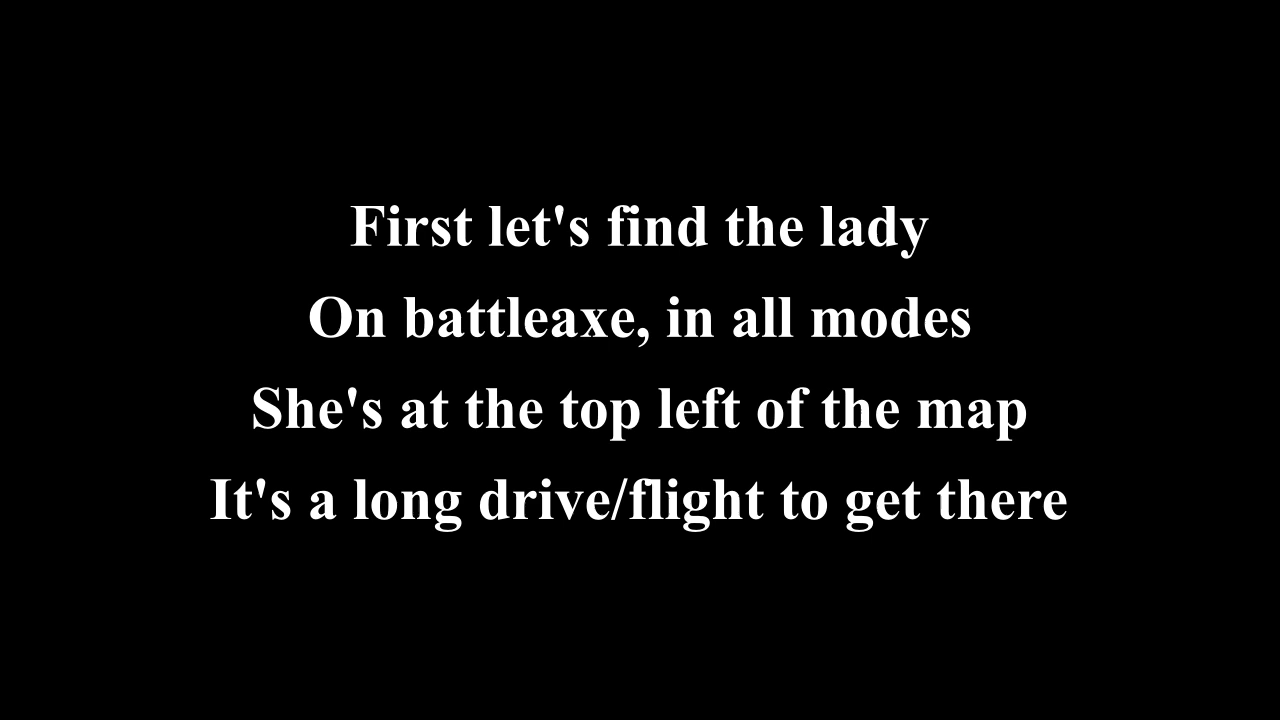 First let's find the lady
On battleaxe, in all modes
She's at the top left of the map
It's a long drive/flight to get there